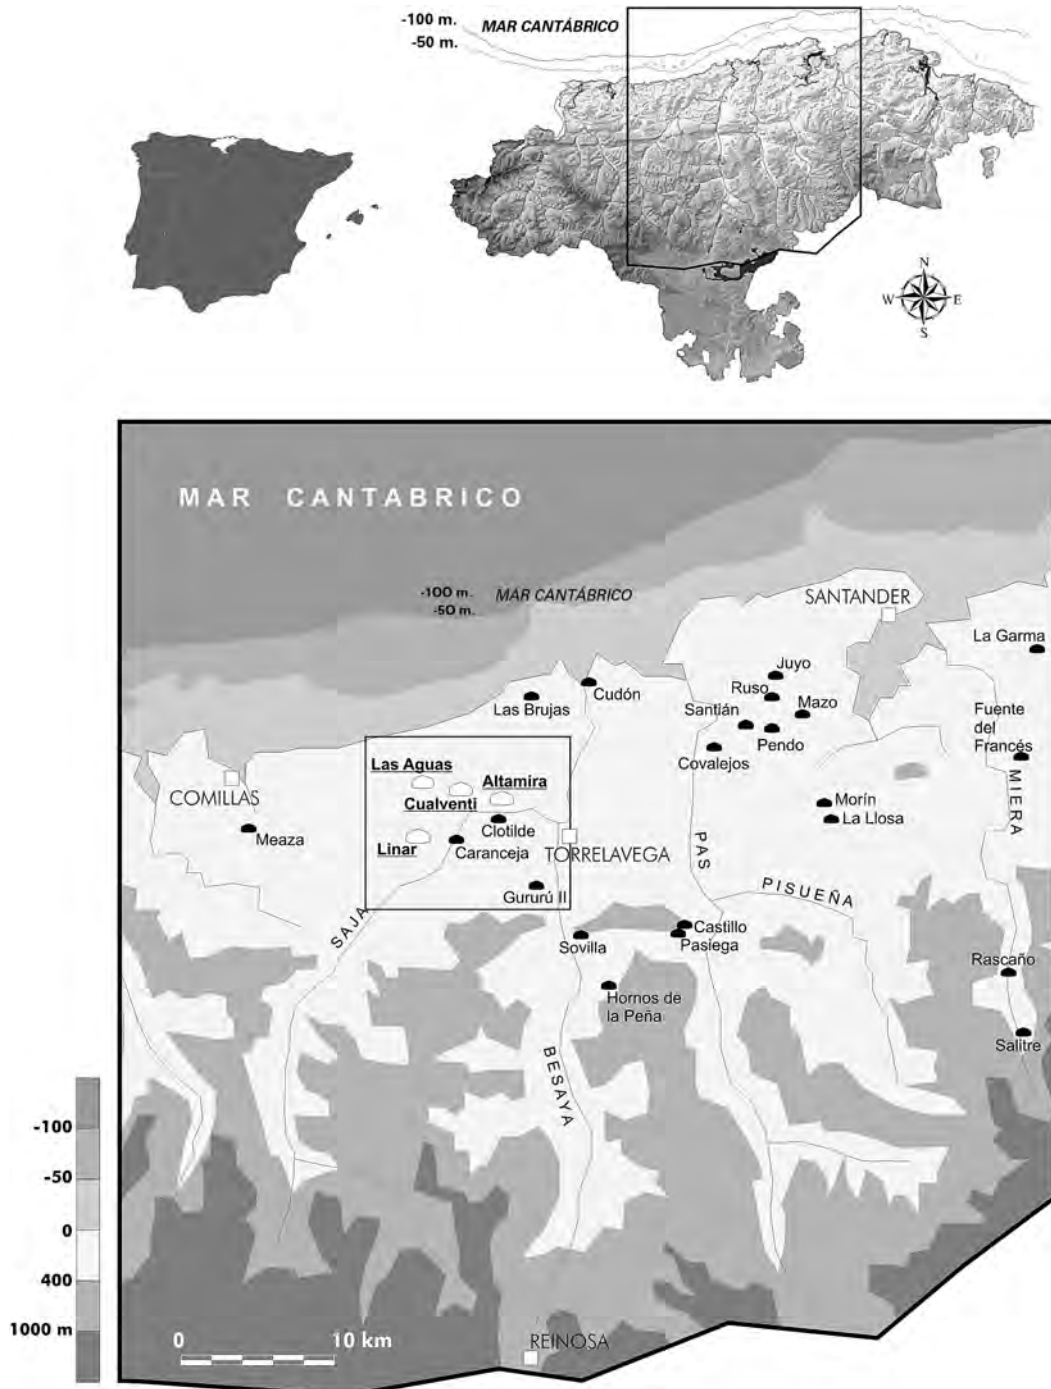 -100 m.
MAR CANTÁBRICO
-50 m.
N
W
E
S
MAR CANTABRICO
-100 m.
MAR CANTÁBRICO
-50 m.
SANTANDER
La Garma
Juyo
Cudón
Ruso
Las Brujas
Mazo
Santián
Fuente
del
Francés
Pendo
Covalejos
Las Aguas
Altamira
COMILLAS
Cualventi
MIERA
Morín
La Llosa
Meaza
Clotilde
Linar
Caranceja
TORRELAVEGA
PAS
Gururú II
PISUEÑA
SAJA
Castillo
Sovilla
Pasiega
Rascaño
Hornos de
la Peña
Salitre
BESAYA
-100
-50
0
400
1000 m
0
10 km
REINOSA